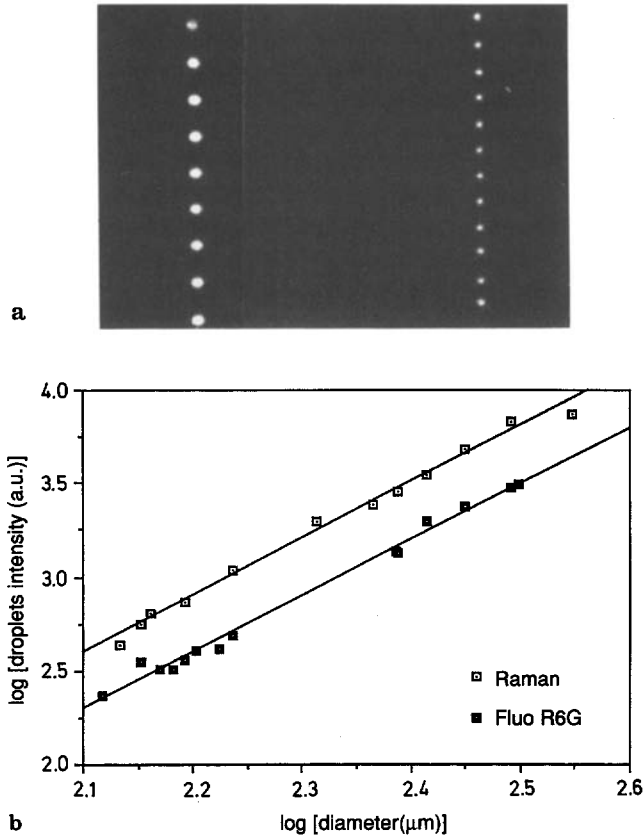 a
4.0
3.5
3.0
2.5
2.0
log [droplets intensity (a.u.)]
Raman
Fluo R6G
2.1 2.2 2.3 2.4 2.5 2.6
log [diameter(μm)]
b